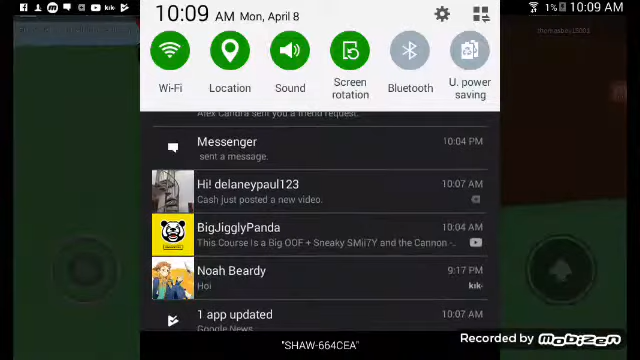 1% 10:09 AM
10:09 AM Mon, April 8
Wi-Fi
Location
Sound
Screen rotation
Bluetooth
U. power saving
Alex Candra sent you a friend request.
Messenger 10:04 PM
sent a message.
Hi! delaneypaul123 10:07 AM
Cash just posted a new video.
BigJigglyPanda 10:04 AM
This Course Is a Big OOF + Sneaky SMii7Y and the Cannon -..
Noah Beardy 9:17 PM
Hoi kik
1 app updated 10:07 AM
Google News
"SHAW-664CEA"
Recorded by MOBIZEN